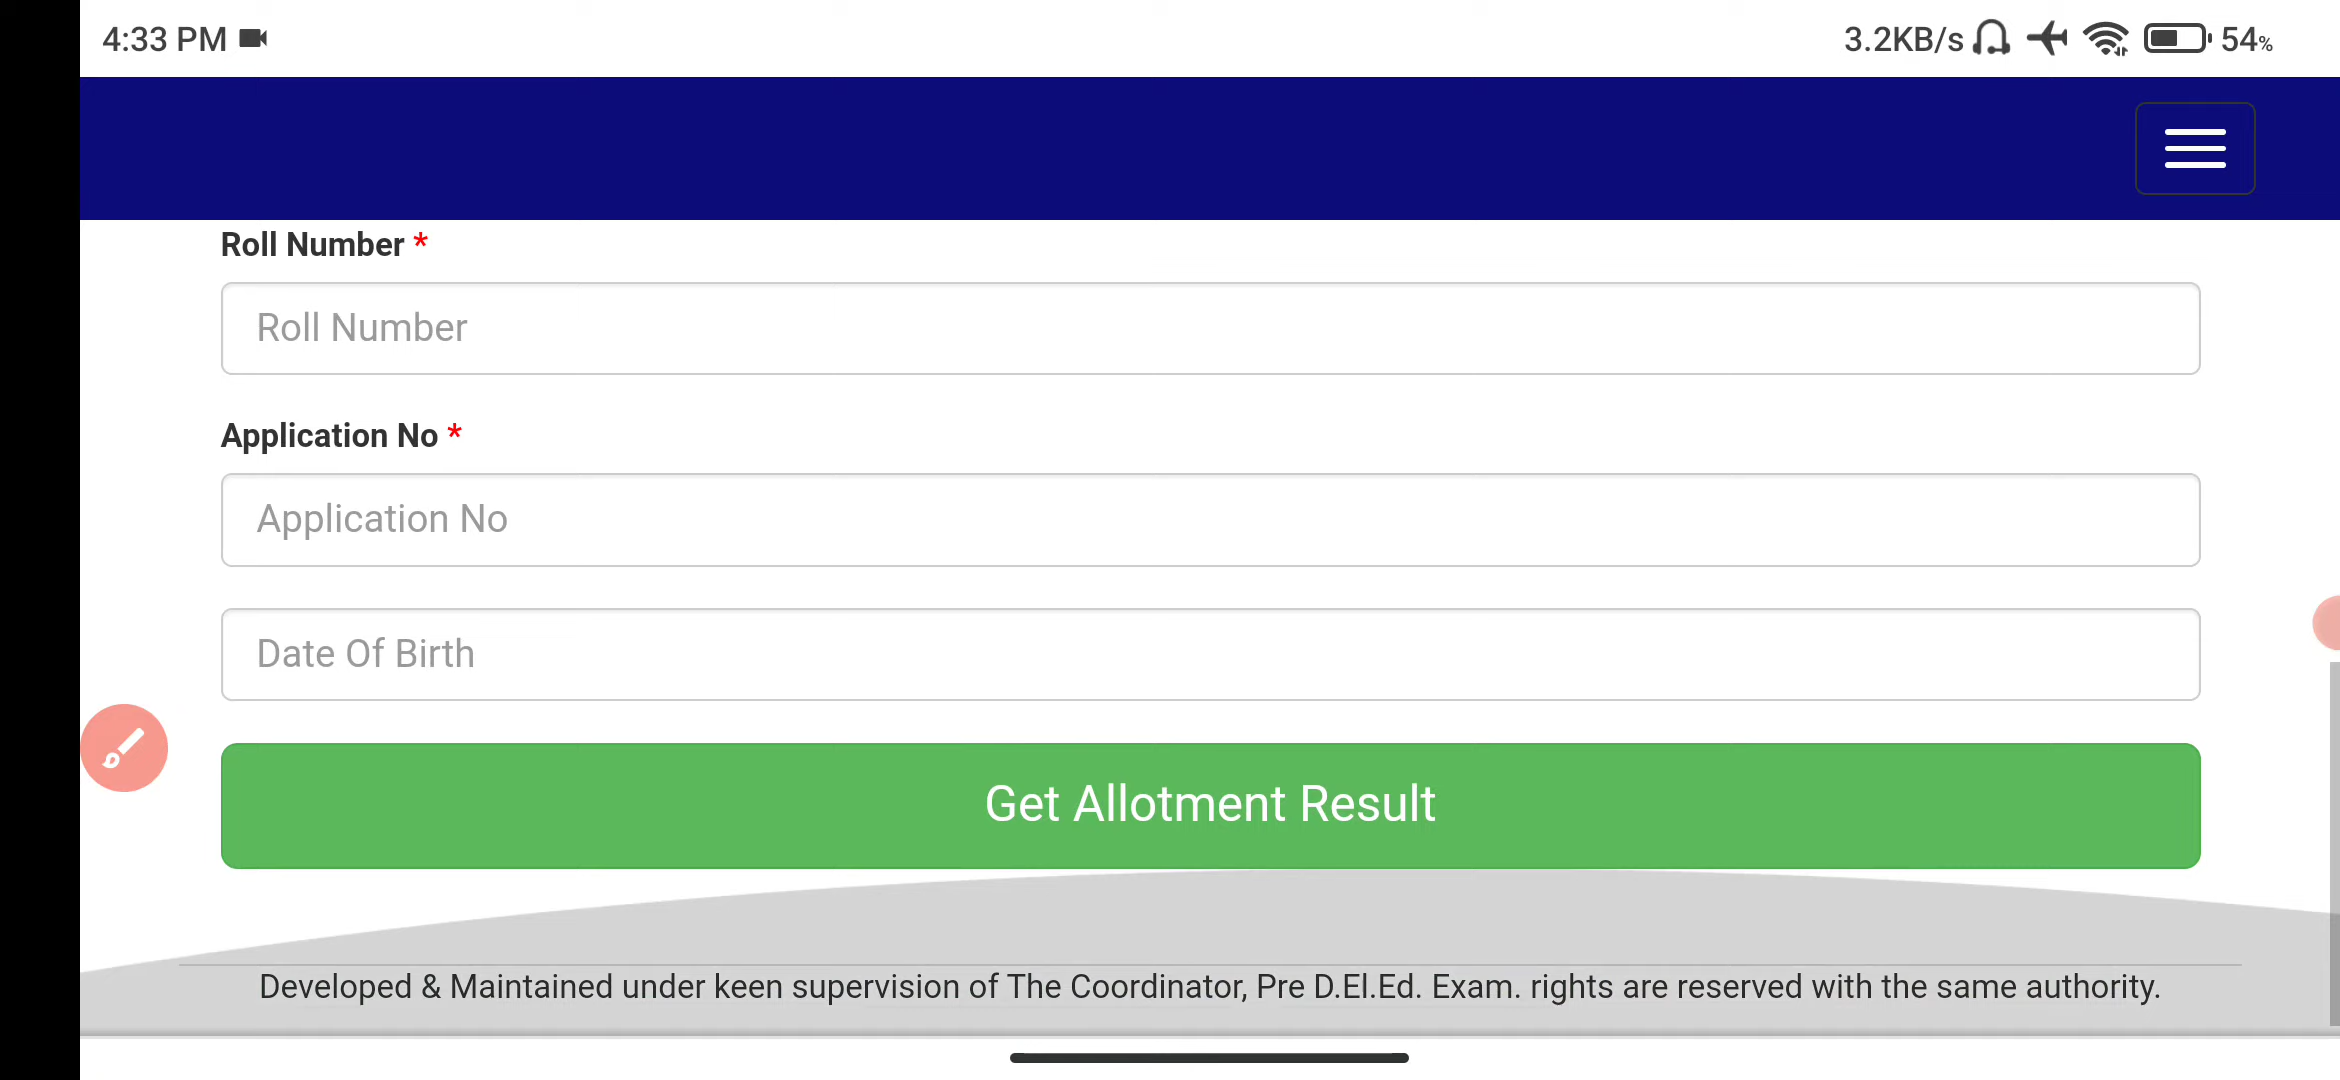 4:33 PM
3.2KB/s
54%
Roll Number *
Roll Number
Application No *
Application No
Date Of Birth
Get Allotment Result
Developed & Maintained under keen supervision of The Coordinator, Pre D.El.Ed. Exam. rights are reserved with the same authority.